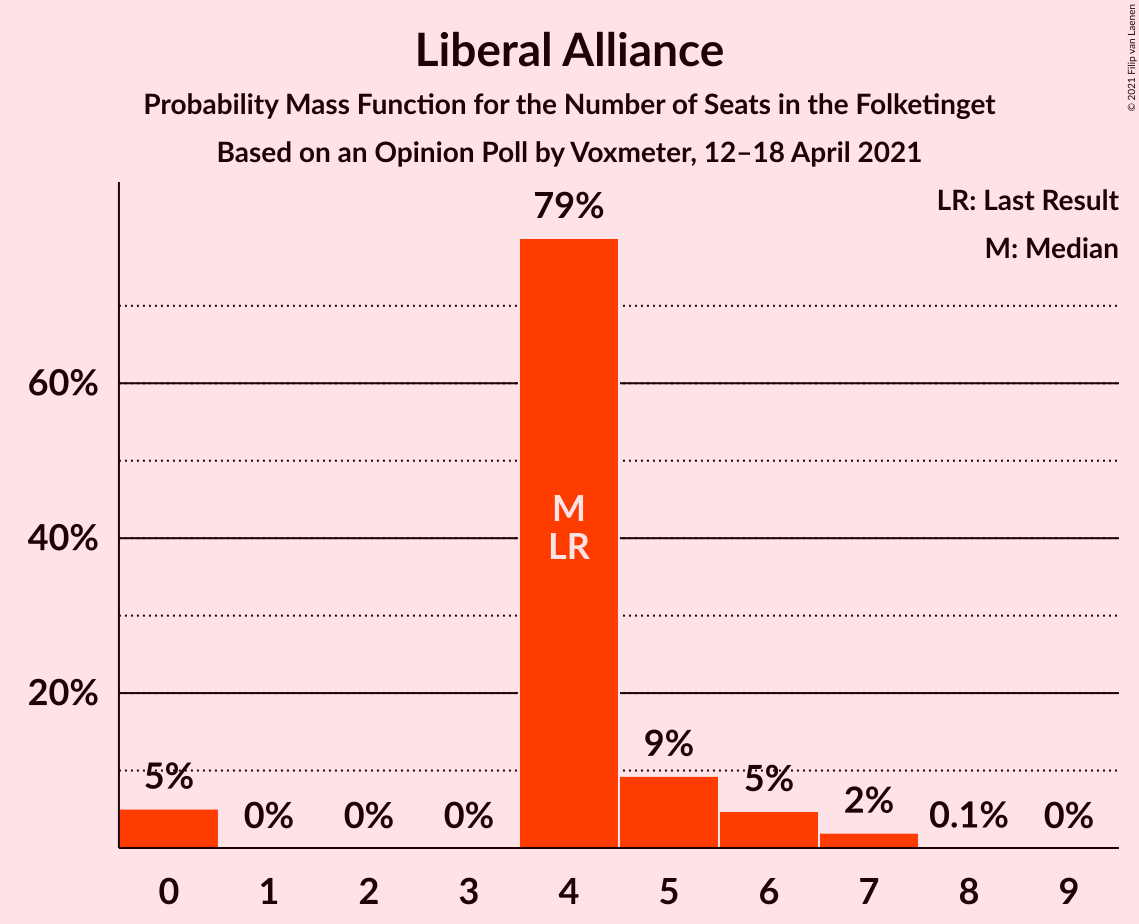 Liberal Alliance
Probability Mass Function for the Number of Seats in the Folketinget
Based on an Opinion Poll by Voxmeter, 12–18 April 2021
© 2021 Filip van Laenen
LR: Last Result
M: Median
79%
60%
40%
20%
M
LR
5%
0%
0%
0%
9%
5%
2%
0.1%
0%
0
1
2
3
4
5
6
7
8
9